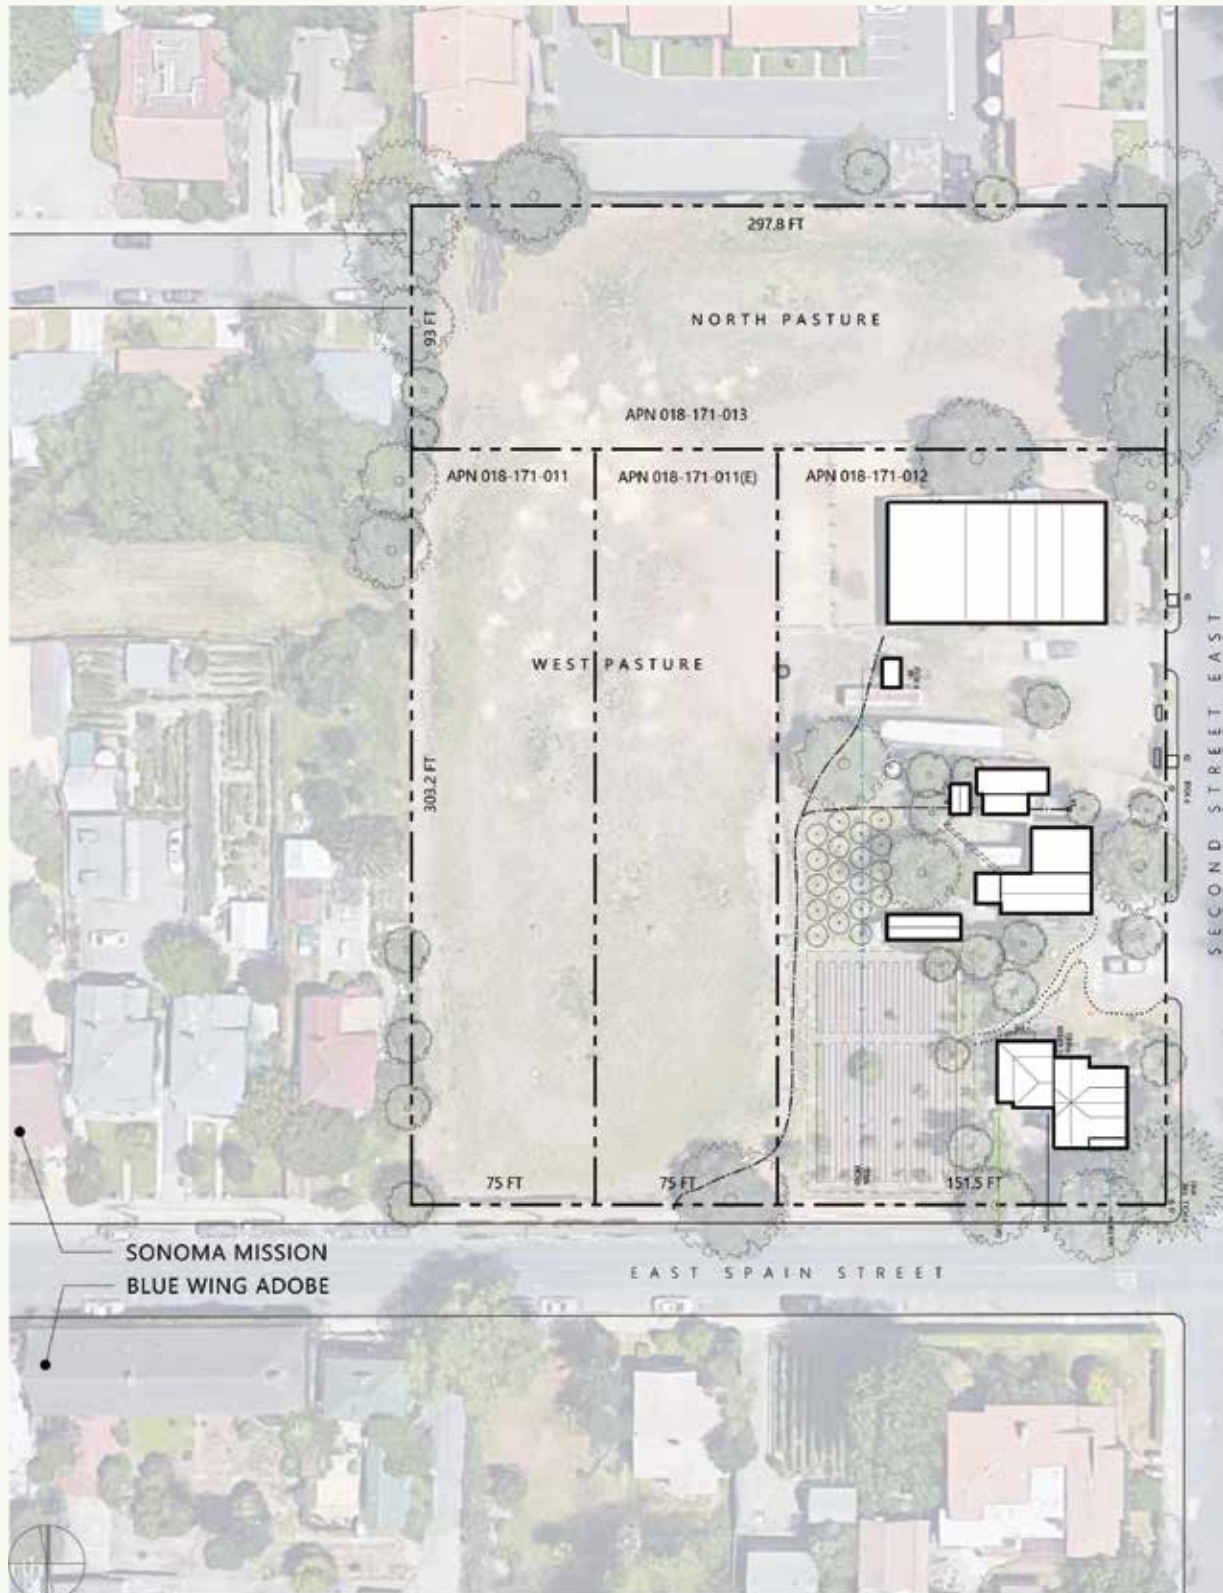 297.8 FT
93 FT
NORTH PASTURE
APN 018-171-013
APN 018-171-011
APN 018-171-011(E)
APN 018-171-012
WEST PASTURE
303.2 FT
SECOND STREET EAST
75 FT
75 FT
151.5 FT
SONOMA MISSION
BLUE WING ADOBE
EAST SPAIN STREET